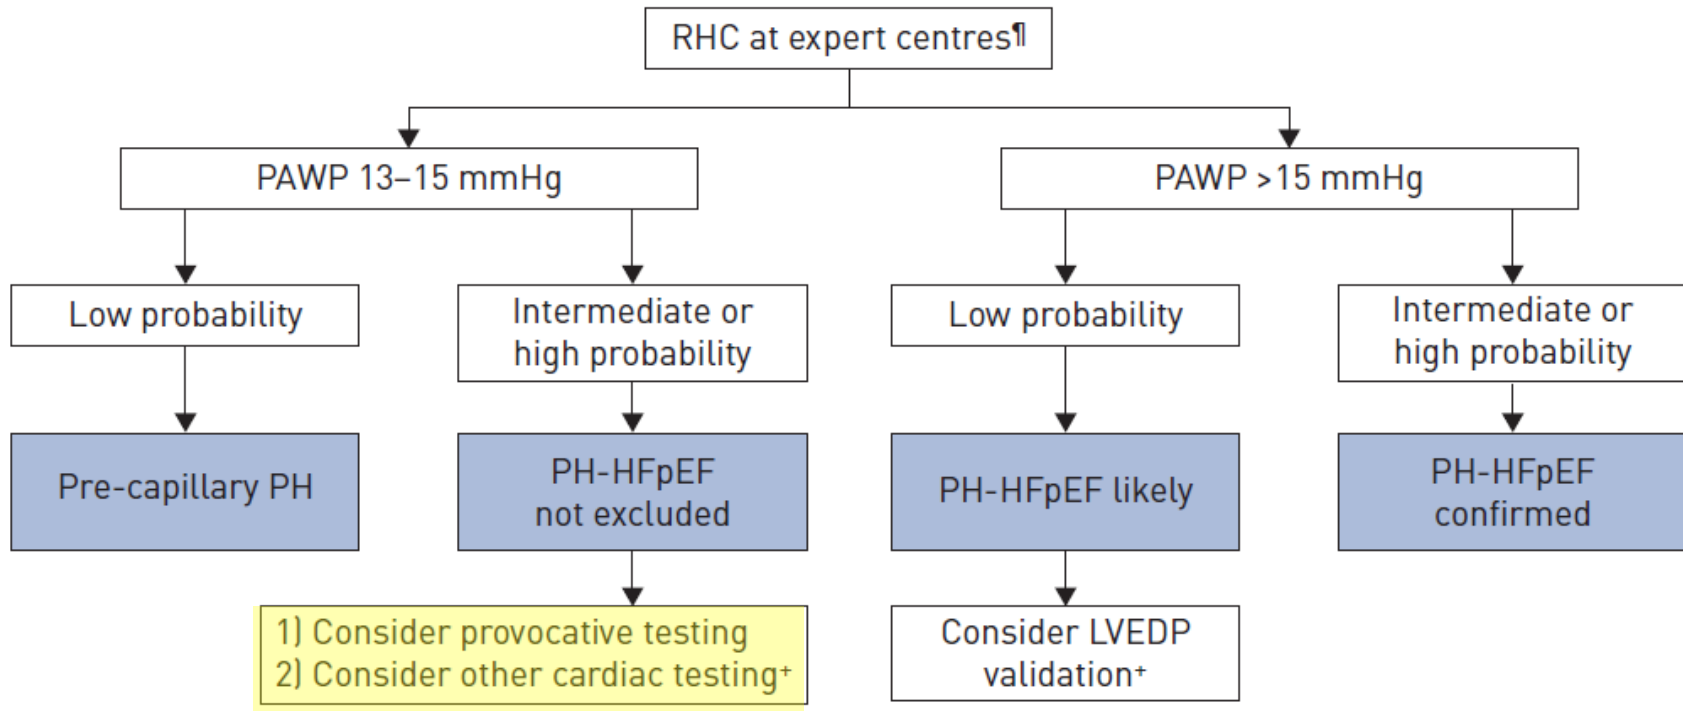 RHC at expert centres¶
PAWP 13–15 mmHg
PAWP >15 mmHg
Low probability
Intermediate or
high probability
Low probability
Intermediate or
high probability
Pre-capillary PH
PH-HFpEF
not excluded
PH-HFpEF likely
PH-HFpEF
confirmed
1) Consider provocative testing
2) Consider other cardiac testing+
Consider LVEDP
validation+